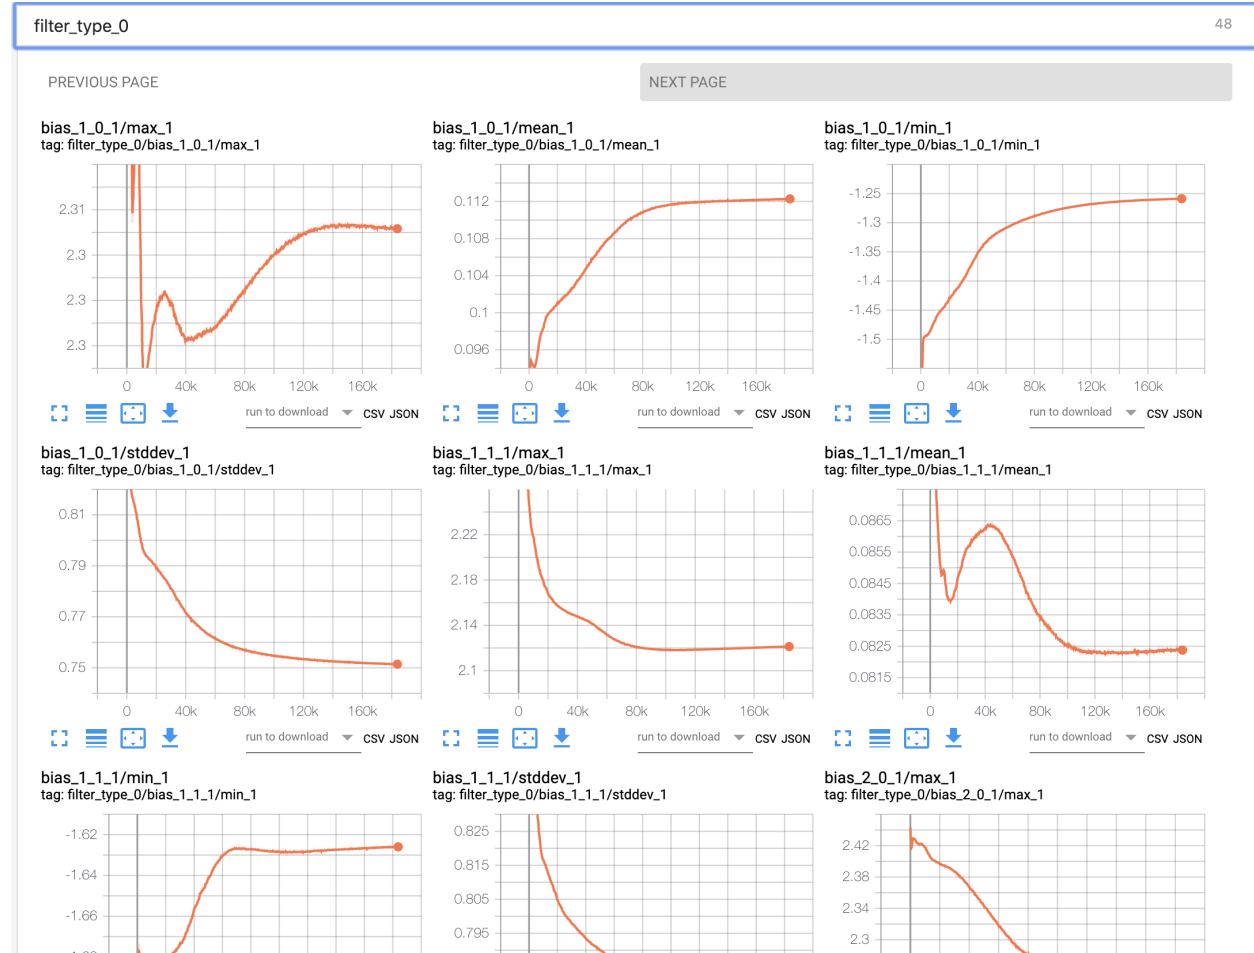 filter_type_0 48
PREVIOUS PAGE NEXT PAGE
bias_1_0_1/max_1
tag: filter_type_0/bias_1_0_1/max_1
2.31
2.3
2.3
2.3
0 40k 80k 120k 160k
run to download CSV JSON
bias_1_0_1/mean_1
tag: filter_type_0/bias_1_0_1/mean_1
0.112
0.108
0.104
0.1
0.096
0 40k 80k 120k 160k
run to download CSV JSON
bias_1_0_1/min_1
tag: filter_type_0/bias_1_0_1/min_1
-1.25
-1.3
-1.35
-1.4
-1.45
-1.5
0 40k 80k 120k 160k
run to download CSV JSON
bias_1_0_1/stddev_1
tag: filter_type_0/bias_1_0_1/stddev_1
0.81
0.79
0.77
0.75
0 40k 80k 120k 160k
run to download CSV JSON
bias_1_1_1/max_1
tag: filter_type_0/bias_1_1_1/max_1
2.22
2.18
2.14
2.1
0 40k 80k 120k 160k
run to download CSV JSON
bias_1_1_1/mean_1
tag: filter_type_0/bias_1_1_1/mean_1
0.0865
0.0855
0.0845
0.0835
0.0825
0.0815
0 40k 80k 120k 160k
run to download CSV JSON
bias_1_1_1/min_1
tag: filter_type_0/bias_1_1_1/min_1
-1.62
-1.64
-1.66
bias_1_1_1/stddev_1
tag: filter_type_0/bias_1_1_1/stddev_1
0.825
0.815
0.805
0.795
bias_2_0_1/max_1
tag: filter_type_0/bias_2_0_1/max_1
2.42
2.38
2.34
2.3